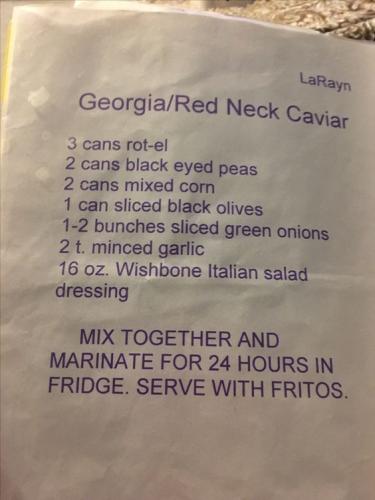 LaRayn
Georgia/Red Neck Caviar
3 cans rot-el
2 cans black eyed peas
2 cans mixed corn
1 can sliced black olives
1-2 bunches sliced green onions
2 t. minced garlic
16 oz. Wishbone Italian salad
dressing
MIX TOGETHER AND
MARINATE FOR 24 HOURS IN
FRIDGE. SERVE WITH FRITOS.